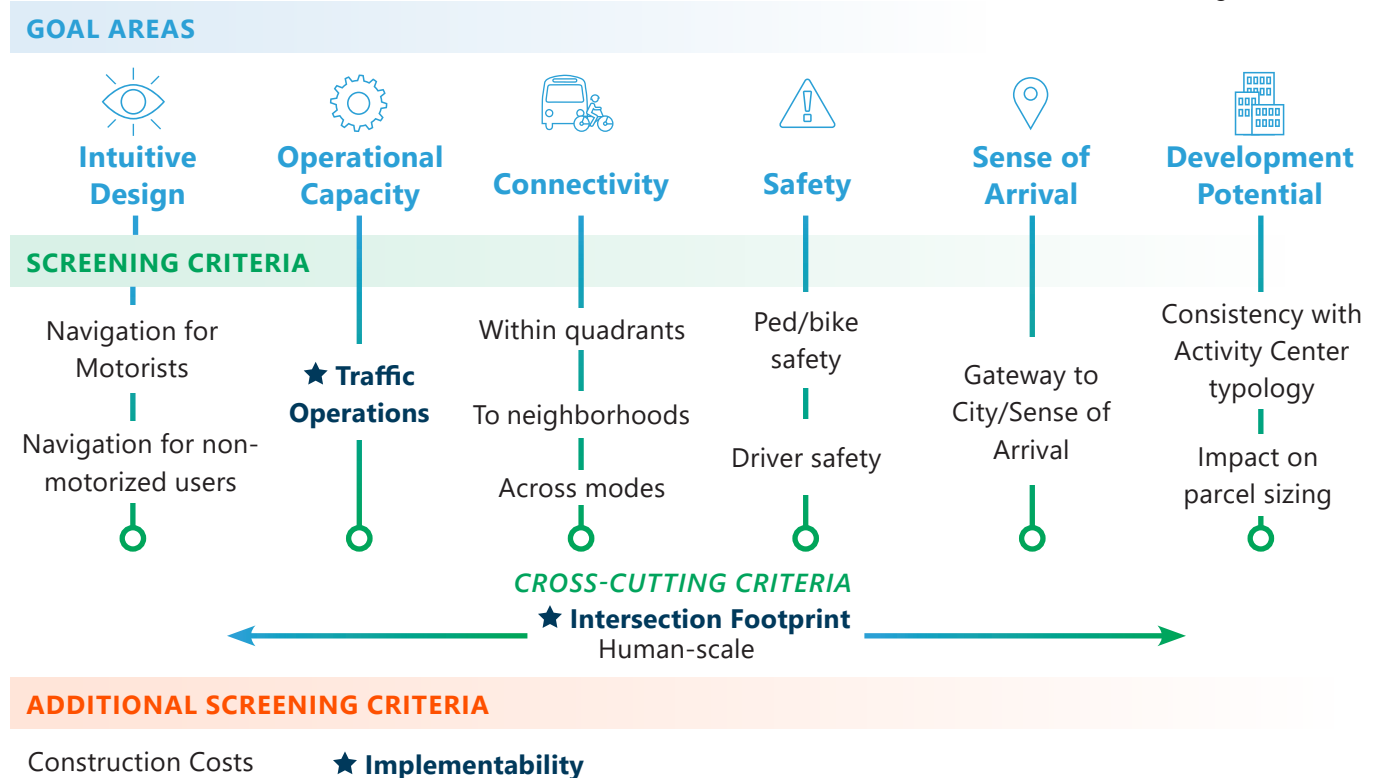 GOAL AREAS
Intuitive
Design
Operational
Capacity
Connectivity
Safety
Sense of
Arrival
Development
Potential
SCREENING CRITERIA
Navigation for
Motorists
Navigation for non-
motorized users
★ Traffic
Operations
Within quadrants
To neighborhoods
Across modes
Ped/bike
safety
Driver safety
Gateway to
City/Sense of
Arrival
Consistency with
Activity Center
typology
Impact on
parcel sizing
CROSS-CUTTING CRITERIA
★ Intersection Footprint
Human-scale
ADDITIONAL SCREENING CRITERIA
Construction Costs
★ Implementability